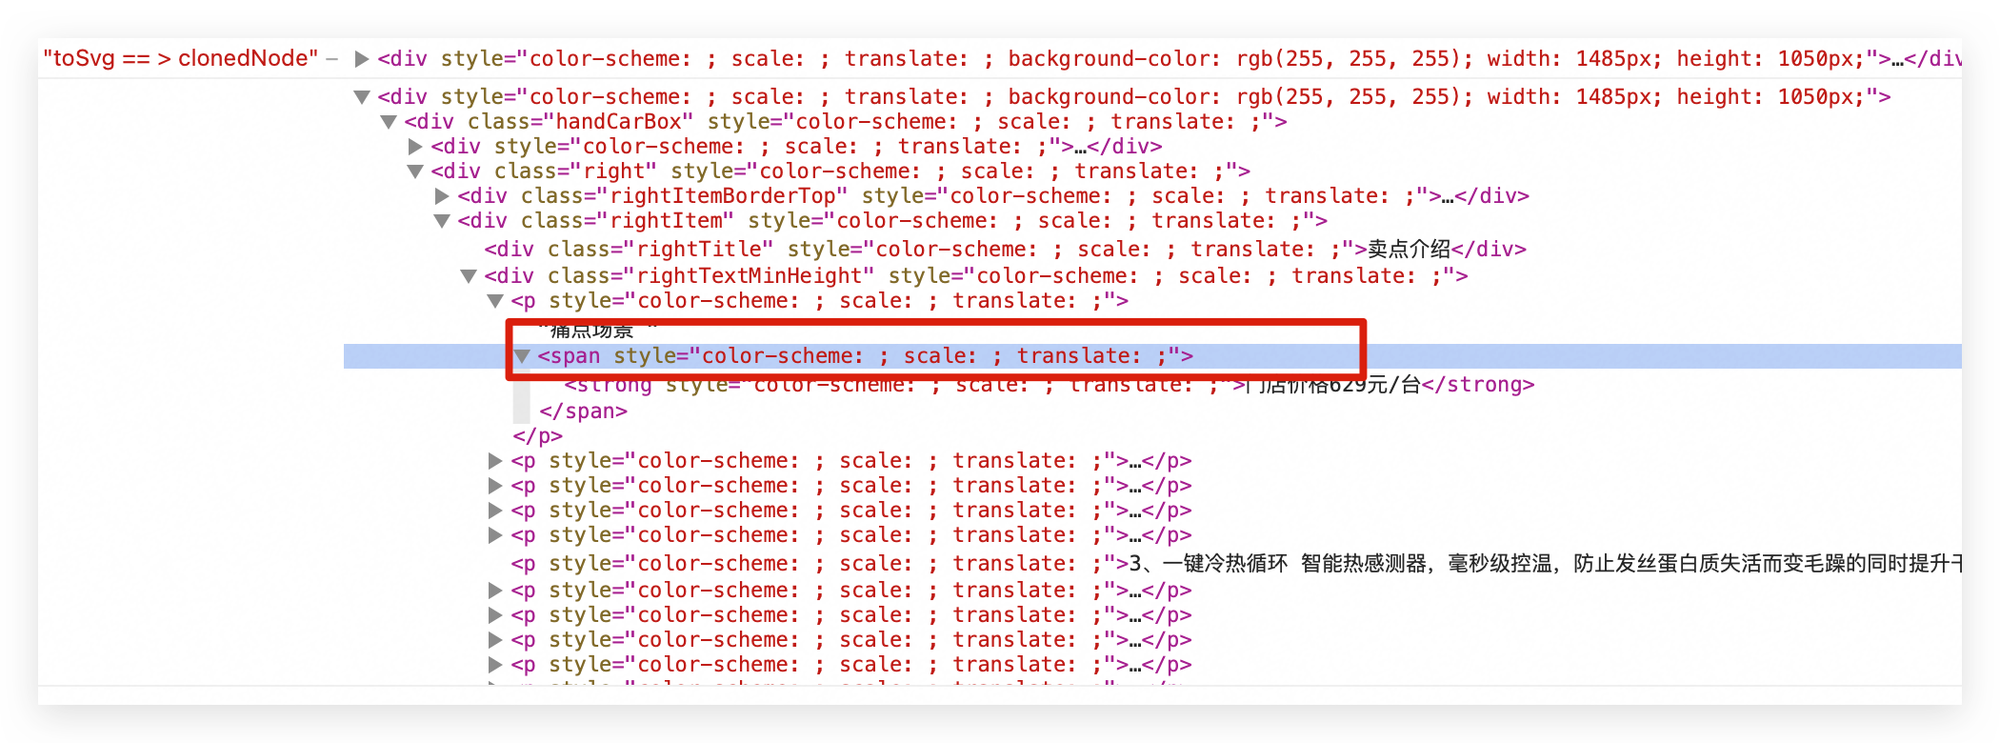 "toSvg == > clonedNode" – ▶ <div style="color-scheme: ; scale: ; translate: ; background-color: rgb(255, 255, 255); width: 1485px; height: 1050px;">…</div
▼ <div style="color-scheme: ; scale: ; translate: ; background-color: rgb(255, 255, 255); width: 1485px; height: 1050px;">
▼ <div class="handCarBox" style="color-scheme: ; scale: ; translate: ;">
▶ <div style="color-scheme: ; scale: ; translate: ;">…</div>
▼ <div class="right" style="color-scheme: ; scale: ; translate: ;">
▶ <div class="rightItemBorderTop" style="color-scheme: ; scale: ; translate: ;">…</div>
▼ <div class="rightItem" style="color-scheme: ; scale: ; translate: ;">
<div class="rightTitle" style="color-scheme: ; scale: ; translate: ;">卖点介绍</div>
▼ <div class="rightTextMinHeight" style="color-scheme: ; scale: ; translate: ;">
▼ <p style="color-scheme: ; scale: ; translate: ;">
"痛点场景 "
▼ <span style="color-scheme: ; scale: ; translate: ;">
<strong style="color-scheme: ; scale: ; translate: ;">门店价格629元/台</strong>
</span>
</p>
▶ <p style="color-scheme: ; scale: ; translate: ;">…</p>
▶ <p style="color-scheme: ; scale: ; translate: ;">…</p>
▶ <p style="color-scheme: ; scale: ; translate: ;">…</p>
▶ <p style="color-scheme: ; scale: ; translate: ;">…</p>
<p style="color-scheme: ; scale: ; translate: ;">3、一键冷热循环 智能热感测器，毫秒级控温，防止发丝蛋白质失活而变毛躁的同时提升干
▶ <p style="color-scheme: ; scale: ; translate: ;">…</p>
▶ <p style="color-scheme: ; scale: ; translate: ;">…</p>
▶ <p style="color-scheme: ; scale: ; translate: ;">…</p>
▶ <p style="color-scheme: ; scale: ; translate: ;">…</p>